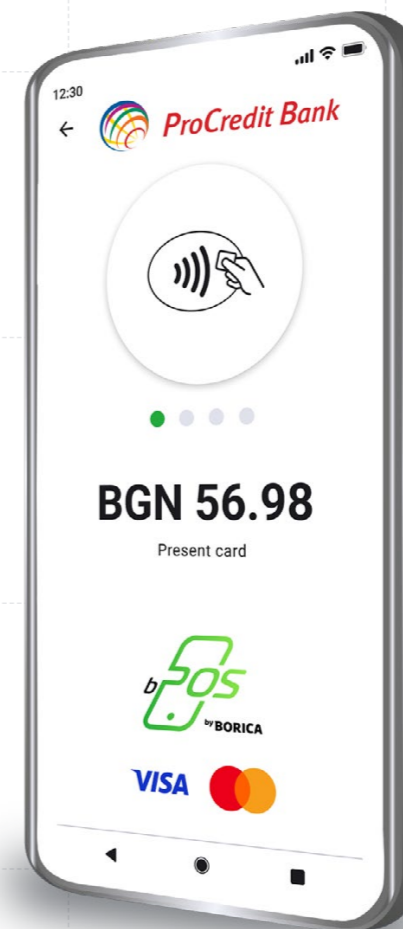 12:30
ProCredit Bank
BGN 56.98
Present card
bPOS
by BORICA
VISA